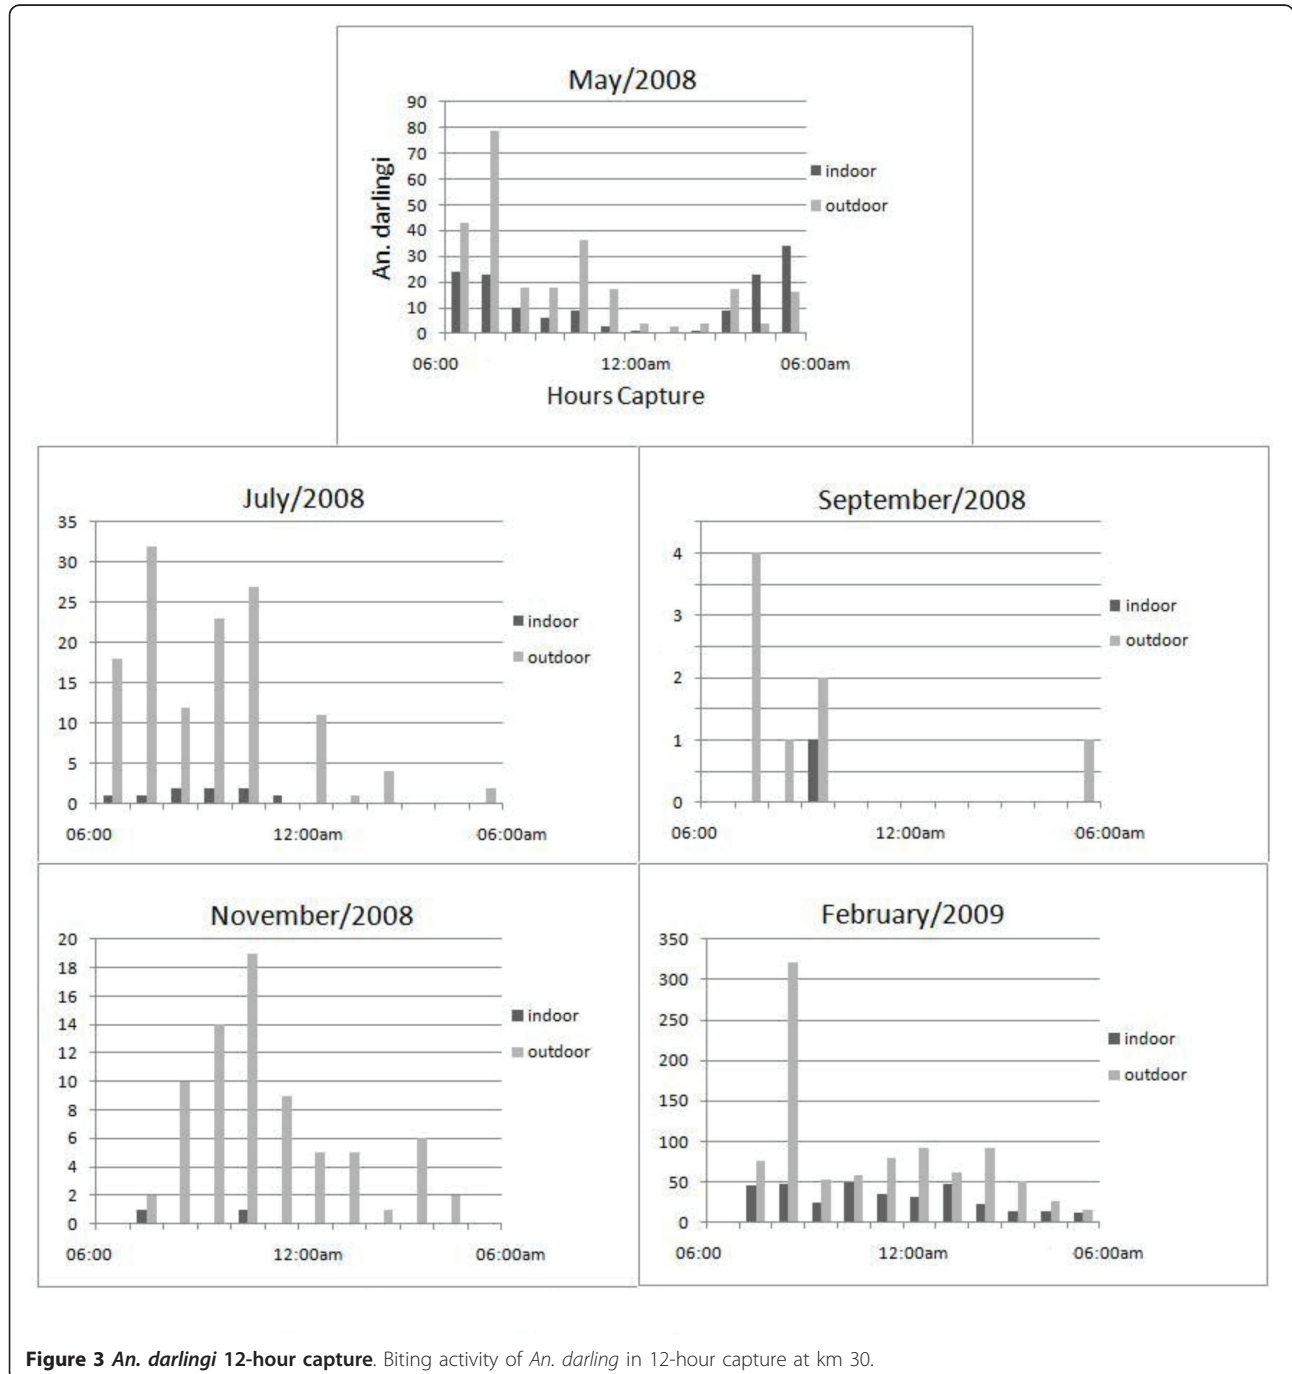 May/2008
90
80
70
60
50
40
30
20
10
0
An. darlingi
indoor
outdoor
06:00 12:00am 06:00am
Hours Capture
July/2008
35
30
25
20
15
10
5
0
indoor
outdoor
06:00 12:00am 06:00am
September/2008
4
3
2
1
0
indoor
outdoor
06:00 12:00am 06:00am
November/2008
20
18
16
14
12
10
8
6
4
2
0
indoor
outdoor
06:00 12:00am 06:00am
February/2009
350
300
250
200
150
100
50
0
indoor
outdoor
06:00 12:00am 06:00am
Figure 3 An. darlingi 12-hour capture. Biting activity of An. darling in 12-hour capture at km 30.